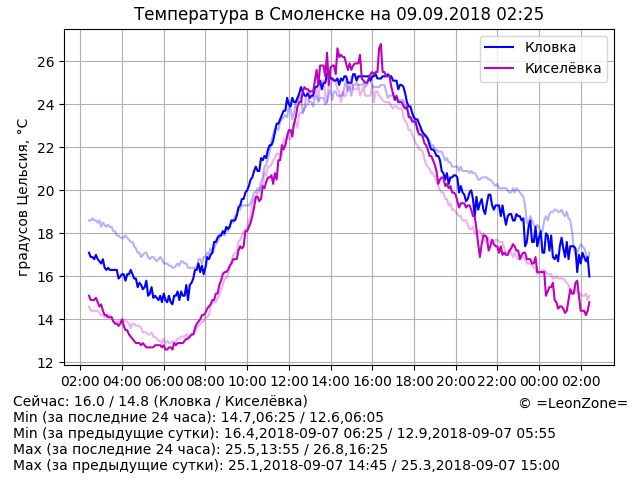 Температура в Смоленске на 09.09.2018 02:25
Кловка
Киселёвка
градусов Цельсия, °C
26
24
22
20
18
16
14
12
02:00 04:00 06:00 08:00 10:00 12:00 14:00 16:00 18:00 20:00 22:00 00:00 02:00
Сейчас: 16.0 / 14.8 (Кловка / Киселёвка)
© =LeonZone=
Min (за последние 24 часа): 14.7,06:25 / 12.6,06:05
Min (за предыдущие сутки): 16.4,2018-09-07 06:25 / 12.9,2018-09-07 05:55
Max (за последние 24 часа): 25.5,13:55 / 26.8,16:25
Max (за предыдущие сутки): 25.1,2018-09-07 14:45 / 25.3,2018-09-07 15:00